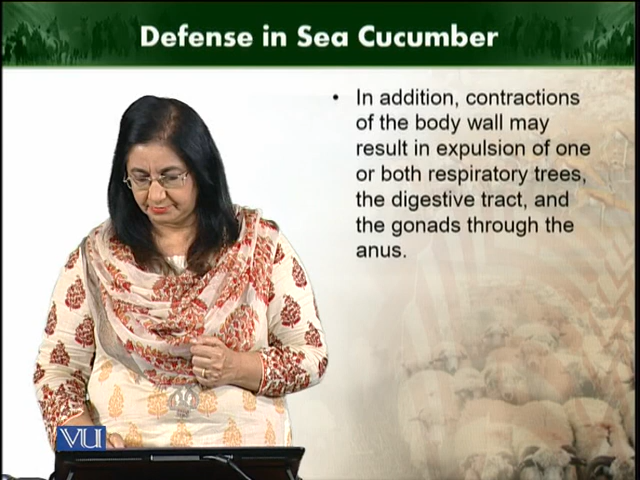 Defense in Sea Cucumber
• In addition, contractions
of the body wall may
result in expulsion of one
or both respiratory trees,
the digestive tract, and
the gonads through the
anus.
VU